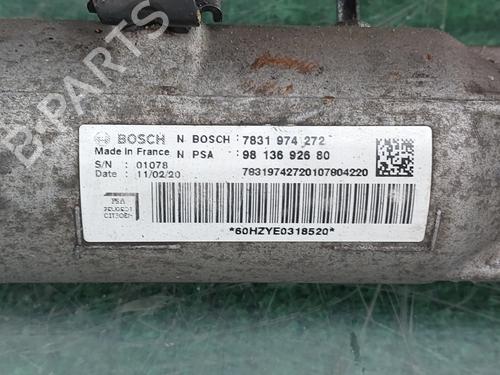 B-PARTS
BOSCH N BOSCH : 7831 974 272
Made in France N PSA : 98 136 926 80
S/N : 01078
Date : 11/02/20 78319742720107804220
PSA
PEUGEOT
CITROËN
*60HZYE0318520*